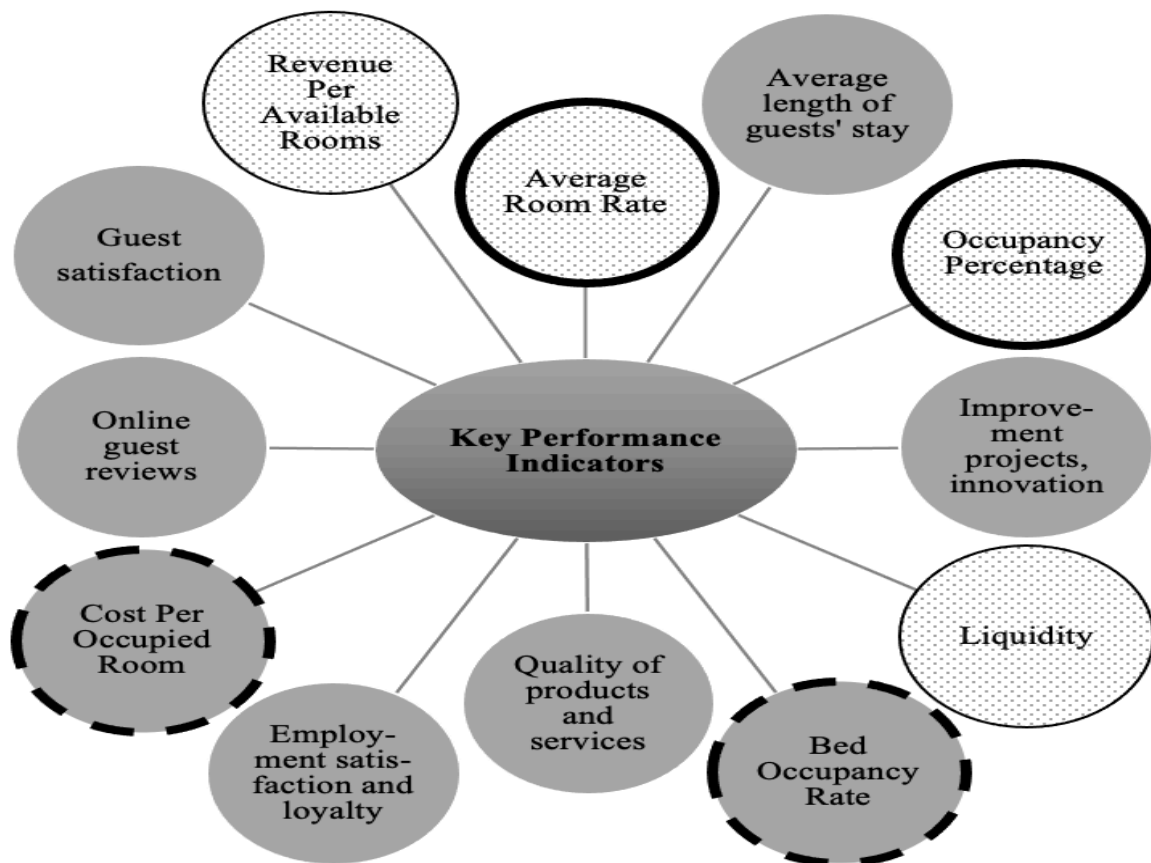 Revenue
Per
Available
Rooms
Average
Room Rate
Average
length of
guests' stay
Occupancy
Percentage
Guest
satisfaction
Online
guest
reviews
Key Performance
Indicators
Improve-
ment
projects,
innovation
Cost Per
Occupied
Room
Liquidity
Employ-
ment satis-
faction and
loyalty
Quality of
products
and
services
Bed
Occupancy
Rate